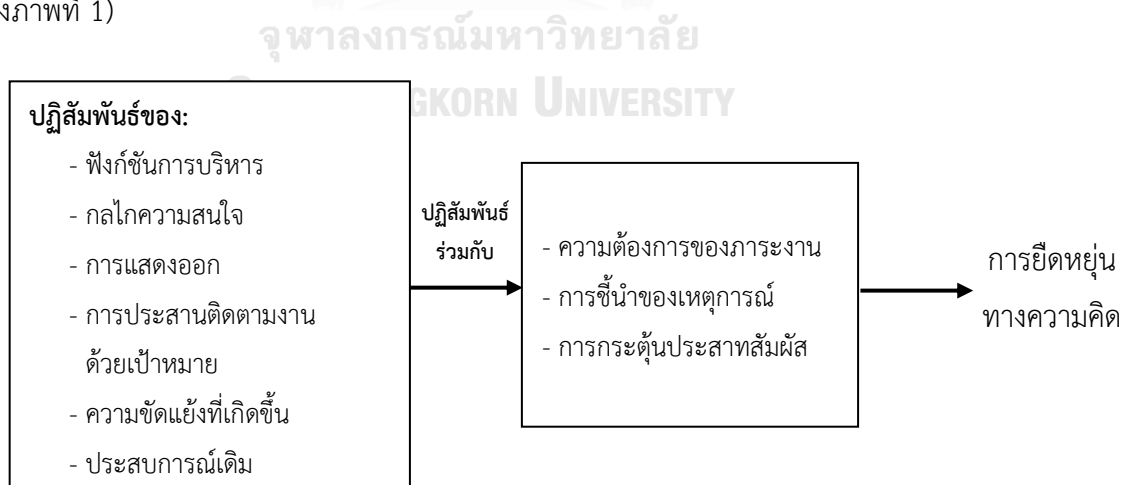 งภาพที่ 1)
จุฬาลงกรณ์มหาวิทยาลัย
GKORN UNIVERSITY
ปฏิสัมพันธ์ของ:
- ฟังก์ชันการบริหาร
- กลไกความสนใจ
- การแสดงออก
- การประสานติดตามงาน
ด้วยเป้าหมาย
- ความขัดแย้งที่เกิดขึ้น
- ประสบการณ์เดิม
ปฏิสัมพันธ์
ร่วมกับ
- ความต้องการของภาระงาน
- การชี้นำของเหตุการณ์
- การกระตุ้นประสาทสัมผัส
การยืดหยุ่น
ทางความคิด